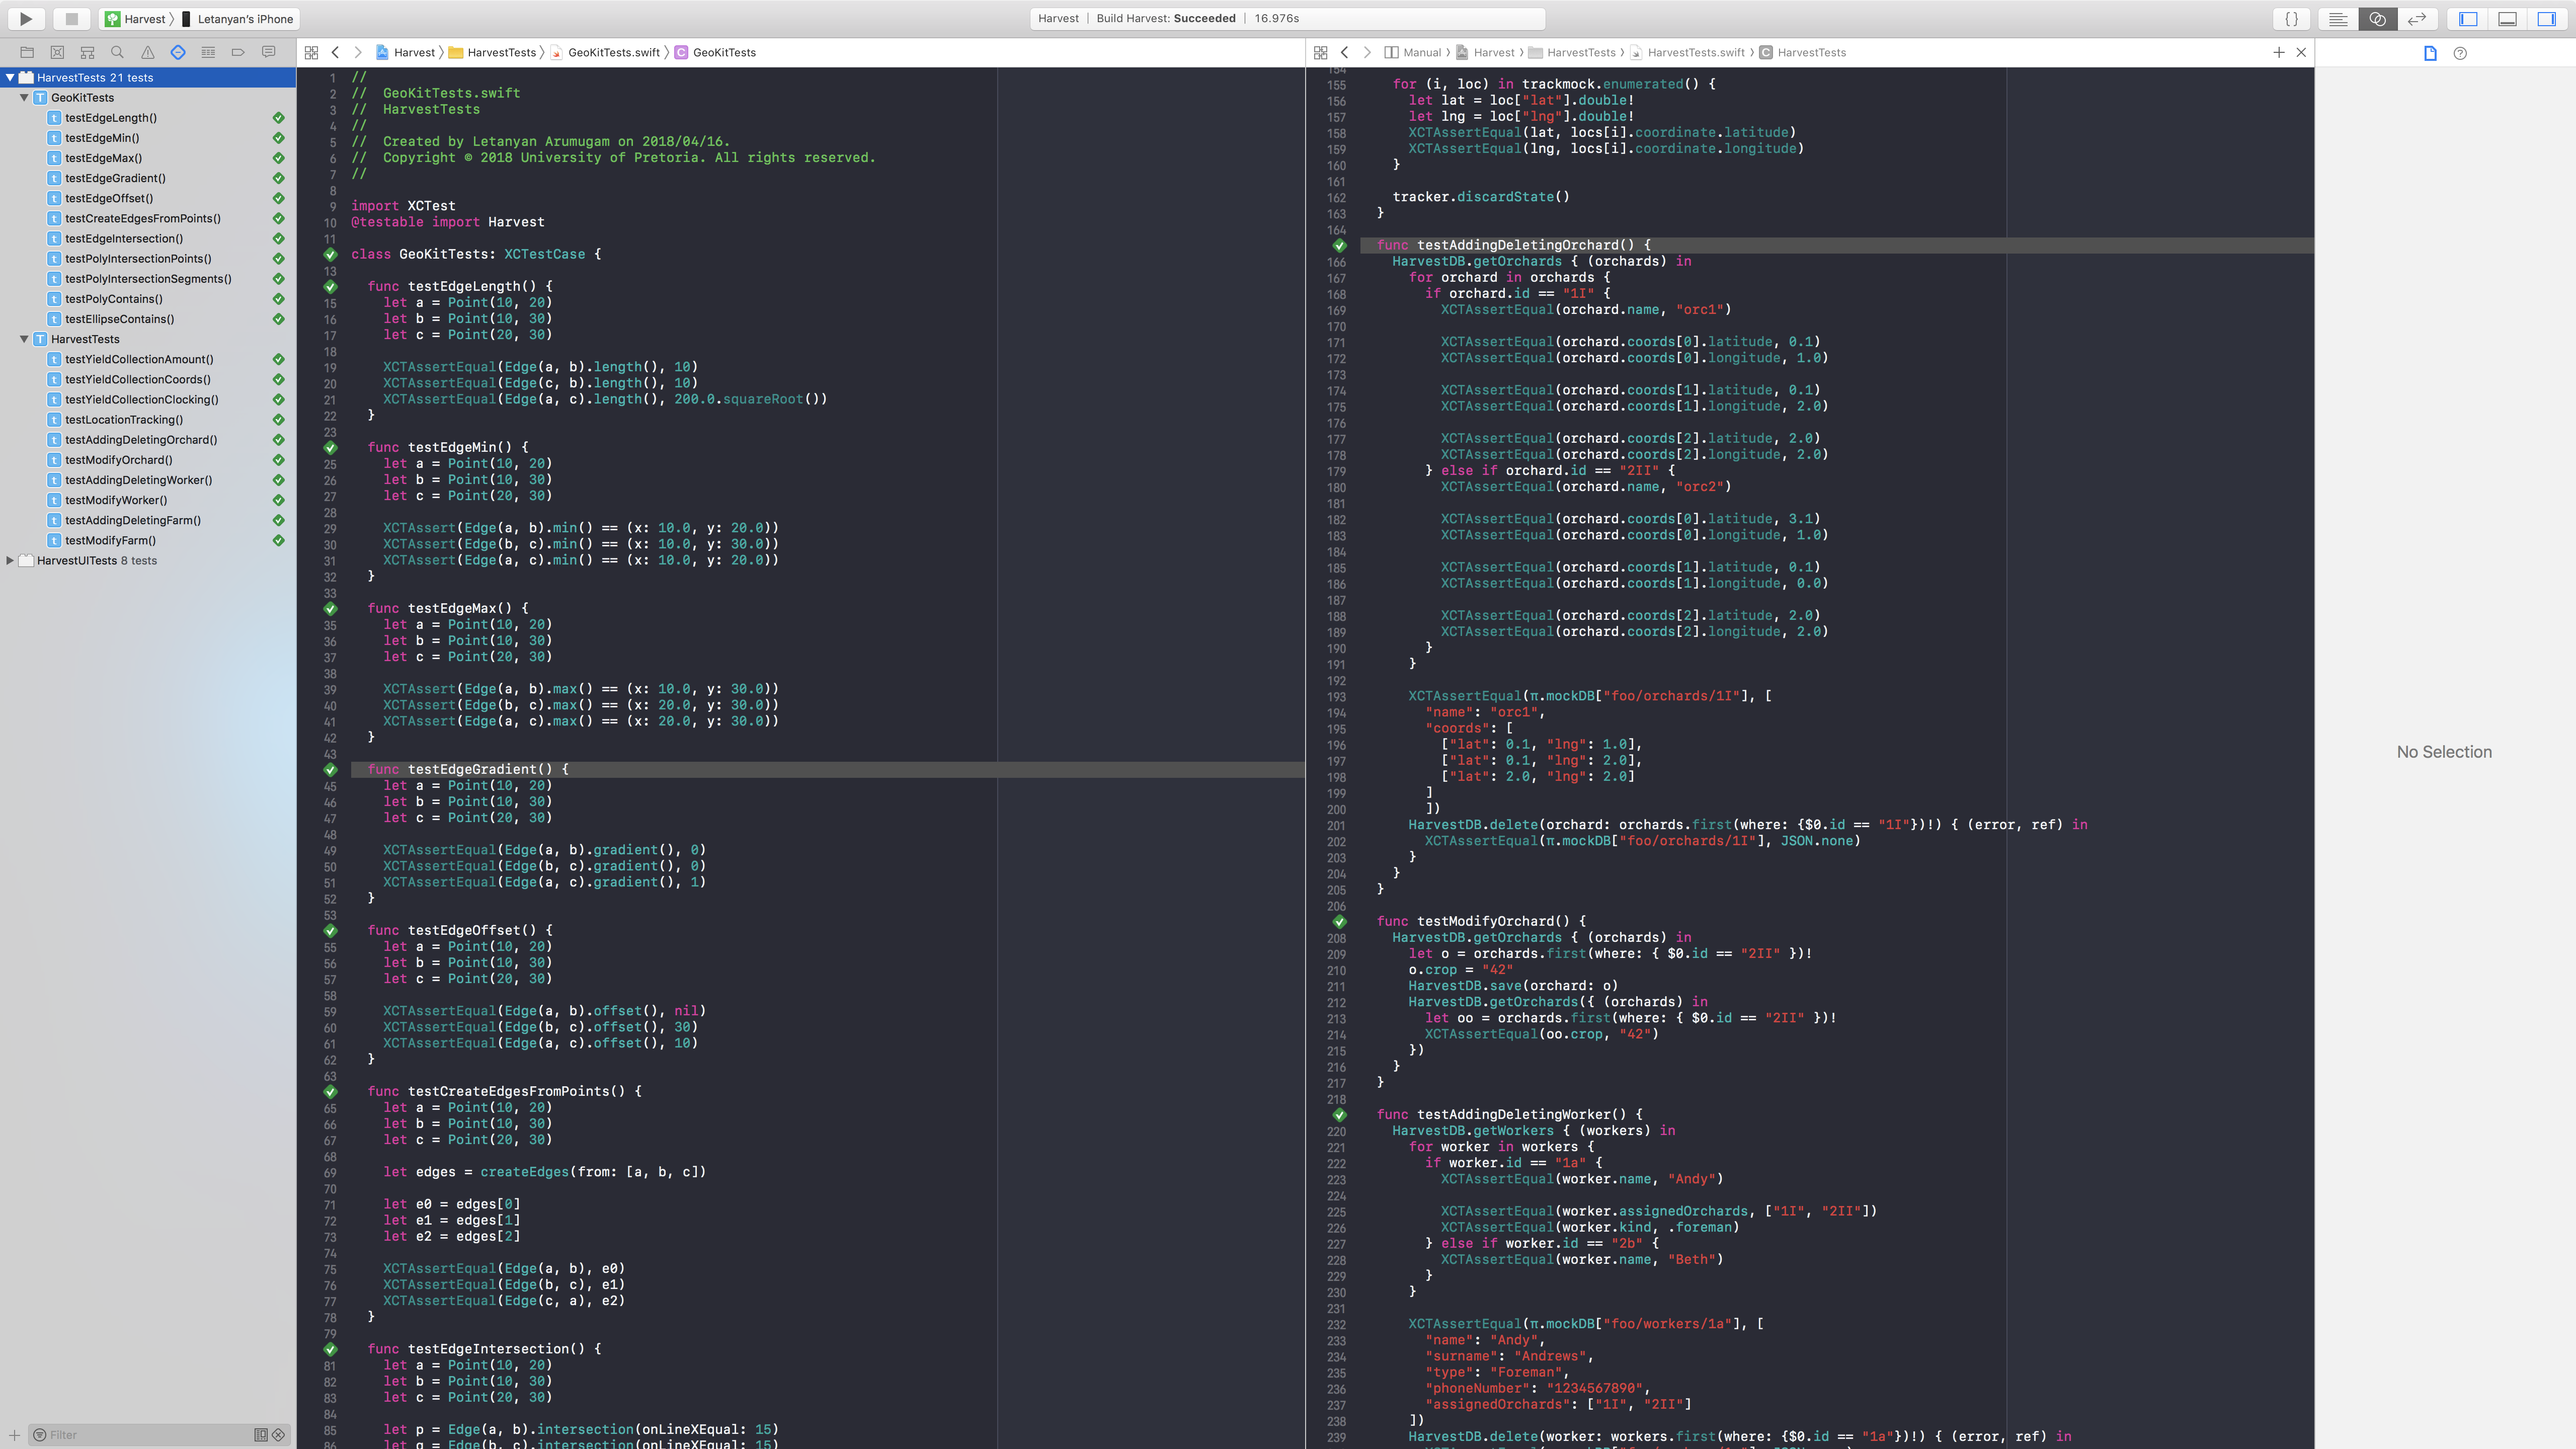 Harvest 〉 Letanyan’s iPhone
Harvest | Build Harvest: Succeeded | 16.976s
{ }
HarvestTests 21 tests
GeoKitTests
testEdgeLength()
testEdgeMin()
testEdgeMax()
testEdgeGradient()
testEdgeOffset()
testCreateEdgesFromPoints()
testEdgeIntersection()
testPolyIntersectionPoints()
testPolyIntersectionSegments()
testPolyContains()
testEllipseContains()
HarvestTests
testYieldCollectionAmount()
testYieldCollectionCoords()
testYieldCollectionClocking()
testLocationTracking()
testAddingDeletingOrchard()
testModifyOrchard()
testAddingDeletingWorker()
testModifyWorker()
testAddingDeletingFarm()
testModifyFarm()
HarvestUITests 8 tests
Filter
Harvest 〉 HarvestTests 〉 GeoKitTests.swift 〉 C GeoKitTests
1 //
2 // GeoKitTests.swift
3 // HarvestTests
4 //
5 // Created by Letanyan Arumugam on 2018/04/16.
6 // Copyright © 2018 University of Pretoria. All rights reserved.
7 //
8
9 import XCTest
10 @testable import Harvest
11
class GeoKitTests: XCTestCase {
13
func testEdgeLength() {
15 let a = Point(10, 20)
16 let b = Point(10, 30)
17 let c = Point(20, 30)
18
19 XCTAssertEqual(Edge(a, b).length(), 10)
20 XCTAssertEqual(Edge(c, b).length(), 10)
21 XCTAssertEqual(Edge(a, c).length(), 200.0.squareRoot())
22 }
23
func testEdgeMin() {
25 let a = Point(10, 20)
26 let b = Point(10, 30)
27 let c = Point(20, 30)
28
29 XCTAssert(Edge(a, b).min() == (x: 10.0, y: 20.0))
30 XCTAssert(Edge(b, c).min() == (x: 10.0, y: 30.0))
31 XCTAssert(Edge(a, c).min() == (x: 10.0, y: 20.0))
32 }
33
func testEdgeMax() {
35 let a = Point(10, 20)
36 let b = Point(10, 30)
37 let c = Point(20, 30)
38
39 XCTAssert(Edge(a, b).max() == (x: 10.0, y: 30.0))
40 XCTAssert(Edge(b, c).max() == (x: 20.0, y: 30.0))
41 XCTAssert(Edge(a, c).max() == (x: 20.0, y: 30.0))
42 }
43
func testEdgeGradient() {
45 let a = Point(10, 20)
46 let b = Point(10, 30)
47 let c = Point(20, 30)
48
49 XCTAssertEqual(Edge(a, b).gradient(), 0)
50 XCTAssertEqual(Edge(b, c).gradient(), 0)
51 XCTAssertEqual(Edge(a, c).gradient(), 1)
52 }
53
func testEdgeOffset() {
55 let a = Point(10, 20)
56 let b = Point(10, 30)
57 let c = Point(20, 30)
58
59 XCTAssertEqual(Edge(a, b).offset(), nil)
60 XCTAssertEqual(Edge(b, c).offset(), 30)
61 XCTAssertEqual(Edge(a, c).offset(), 10)
62 }
63
func testCreateEdgesFromPoints() {
65 let a = Point(10, 20)
66 let b = Point(10, 30)
67 let c = Point(20, 30)
68
69 let edges = createEdges(from: [a, b, c])
70
71 let e0 = edges[0]
72 let e1 = edges[1]
73 let e2 = edges[2]
74
75 XCTAssertEqual(Edge(a, b), e0)
76 XCTAssertEqual(Edge(b, c), e1)
77 XCTAssertEqual(Edge(c, a), e2)
78 }
79
func testEdgeIntersection() {
81 let a = Point(10, 20)
82 let b = Point(10, 30)
83 let c = Point(20, 30)
84
85 let p = Edge(a, b).intersection(onLineXEqual: 15)
86 let q = Edge(b, c).intersection(onLineXEqual: 15)
Manual 〉 Harvest 〉 HarvestTests 〉 HarvestTests.swift 〉 C HarvestTests
154
155 for (i, loc) in trackmock.enumerated() {
156 let lat = loc["lat"].double!
157 let lng = loc["lng"].double!
158 XCTAssertEqual(lat, locs[i].coordinate.latitude)
159 XCTAssertEqual(lng, locs[i].coordinate.longitude)
160 }
161
162 tracker.discardState()
163 }
164
func testAddingDeletingOrchard() {
166 HarvestDB.getOrchards { (orchards) in
167 for orchard in orchards {
168 if orchard.id == "1I" {
169 XCTAssertEqual(orchard.name, "orc1")
170
171 XCTAssertEqual(orchard.coords[0].latitude, 0.1)
172 XCTAssertEqual(orchard.coords[0].longitude, 1.0)
173
174 XCTAssertEqual(orchard.coords[1].latitude, 0.1)
175 XCTAssertEqual(orchard.coords[1].longitude, 2.0)
176
177 XCTAssertEqual(orchard.coords[2].latitude, 2.0)
178 XCTAssertEqual(orchard.coords[2].longitude, 2.0)
179 } else if orchard.id == "2II" {
180 XCTAssertEqual(orchard.name, "orc2")
181
182 XCTAssertEqual(orchard.coords[0].latitude, 3.1)
183 XCTAssertEqual(orchard.coords[0].longitude, 1.0)
184
185 XCTAssertEqual(orchard.coords[1].latitude, 0.1)
186 XCTAssertEqual(orchard.coords[1].longitude, 0.0)
187
188 XCTAssertEqual(orchard.coords[2].latitude, 2.0)
189 XCTAssertEqual(orchard.coords[2].longitude, 2.0)
190 }
191 }
192
193 XCTAssertEqual(π.mockDB["foo/orchards/1I"], [
194 "name": "orc1",
195 "coords": [
196 ["lat": 0.1, "lng": 1.0],
197 ["lat": 0.1, "lng": 2.0],
198 ["lat": 2.0, "lng": 2.0]
199 ]
200 ])
201 HarvestDB.delete(orchard: orchards.first(where: {$0.id == "1I"})!) { (error, ref) in
202 XCTAssertEqual(π.mockDB["foo/orchards/1I"], JSON.none)
203 }
204 }
205 }
206
func testModifyOrchard() {
208 HarvestDB.getOrchards { (orchards) in
209 let o = orchards.first(where: { $0.id == "2II" })!
210 o.crop = "42"
211 HarvestDB.save(orchard: o)
212 HarvestDB.getOrchards({ (orchards) in
213 let oo = orchards.first(where: { $0.id == "2II" })!
214 XCTAssertEqual(oo.crop, "42")
215 })
216 }
217 }
218
func testAddingDeletingWorker() {
220 HarvestDB.getWorkers { (workers) in
221 for worker in workers {
222 if worker.id == "1a" {
223 XCTAssertEqual(worker.name, "Andy")
224
225 XCTAssertEqual(worker.assignedOrchards, ["1I", "2II"])
226 XCTAssertEqual(worker.kind, .foreman)
227 } else if worker.id == "2b" {
228 XCTAssertEqual(worker.name, "Beth")
229 }
230 }
231
232 XCTAssertEqual(π.mockDB["foo/workers/1a"], [
233 "name": "Andy",
234 "surname": "Andrews",
235 "type": "Foreman",
236 "phoneNumber": "1234567890",
237 "assignedOrchards": ["1I", "2II"]
238 ])
239 HarvestDB.delete(worker: workers.first(where: {$0.id == "1a"})!) { (error, ref) in
No Selection